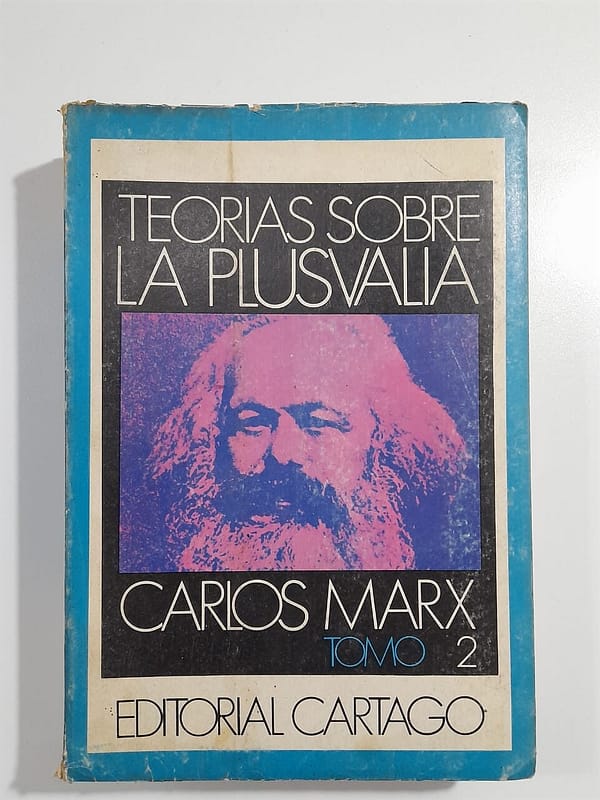 TEORIAS SOBRE
LA PLUSVALIA
CARLOS MARX
TOMO 2
EDITORIAL CARTAGO